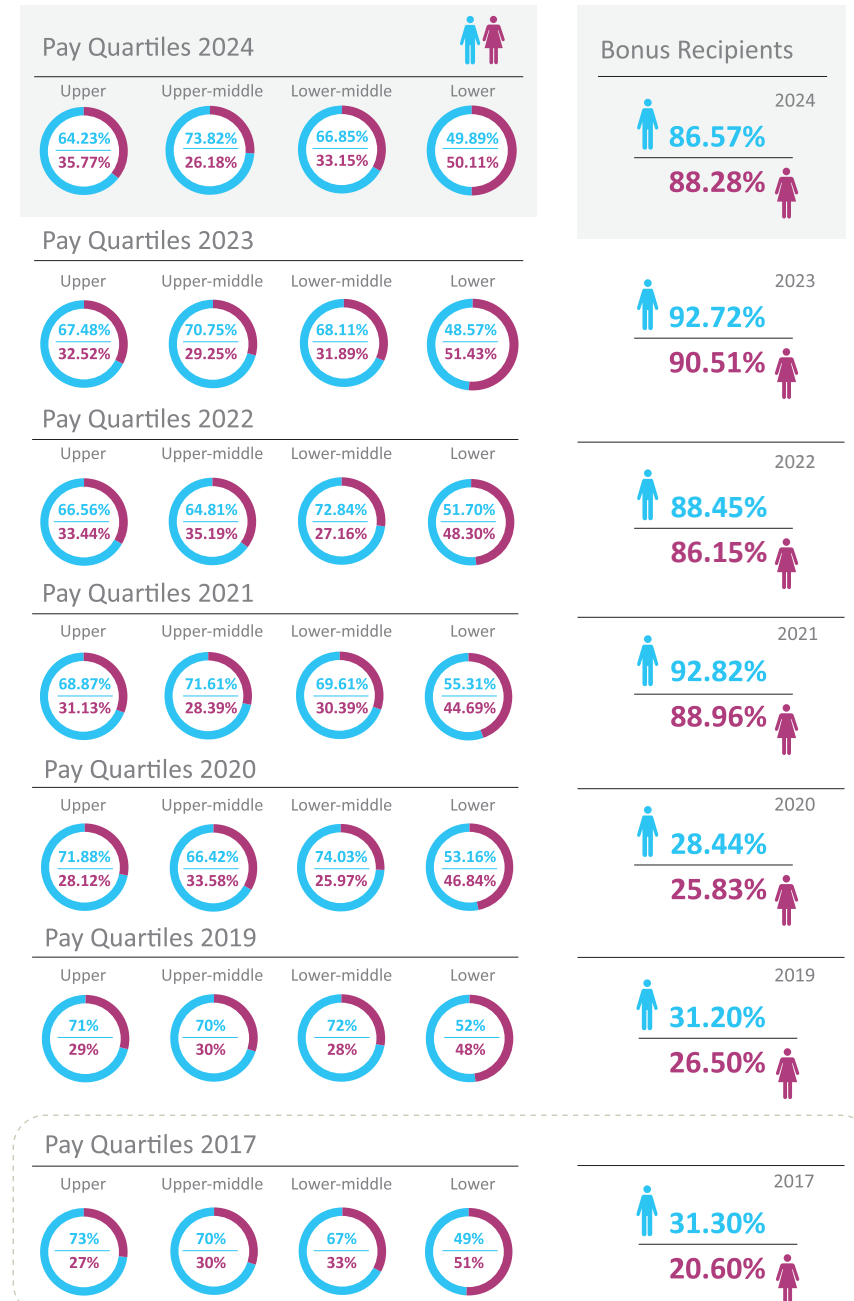 Pay Quartiles 2024
Upper Upper-middle Lower-middle Lower
64.23% 73.82% 66.85% 49.89%
35.77% 26.18% 33.15% 50.11%
Pay Quartiles 2023
Upper Upper-middle Lower-middle Lower
67.48% 70.75% 68.11% 48.57%
32.52% 29.25% 31.89% 51.43%
Pay Quartiles 2022
Upper Upper-middle Lower-middle Lower
66.56% 64.81% 72.84% 51.70%
33.44% 35.19% 27.16% 48.30%
Pay Quartiles 2021
Upper Upper-middle Lower-middle Lower
68.87% 71.61% 69.61% 55.31%
31.13% 28.39% 30.39% 44.69%
Pay Quartiles 2020
Upper Upper-middle Lower-middle Lower
71.88% 66.42% 74.03% 53.16%
28.12% 33.58% 25.97% 46.84%
Pay Quartiles 2019
Upper Upper-middle Lower-middle Lower
71% 70% 72% 52%
29% 30% 28% 48%
Pay Quartiles 2017
Upper Upper-middle Lower-middle Lower
73% 70% 67% 49%
27% 30% 33% 51%
Bonus Recipients
2024
86.57%
88.28%
2023
92.72%
90.51%
2022
88.45%
86.15%
2021
92.82%
88.96%
2020
28.44%
25.83%
2019
31.20%
26.50%
2017
31.30%
20.60%